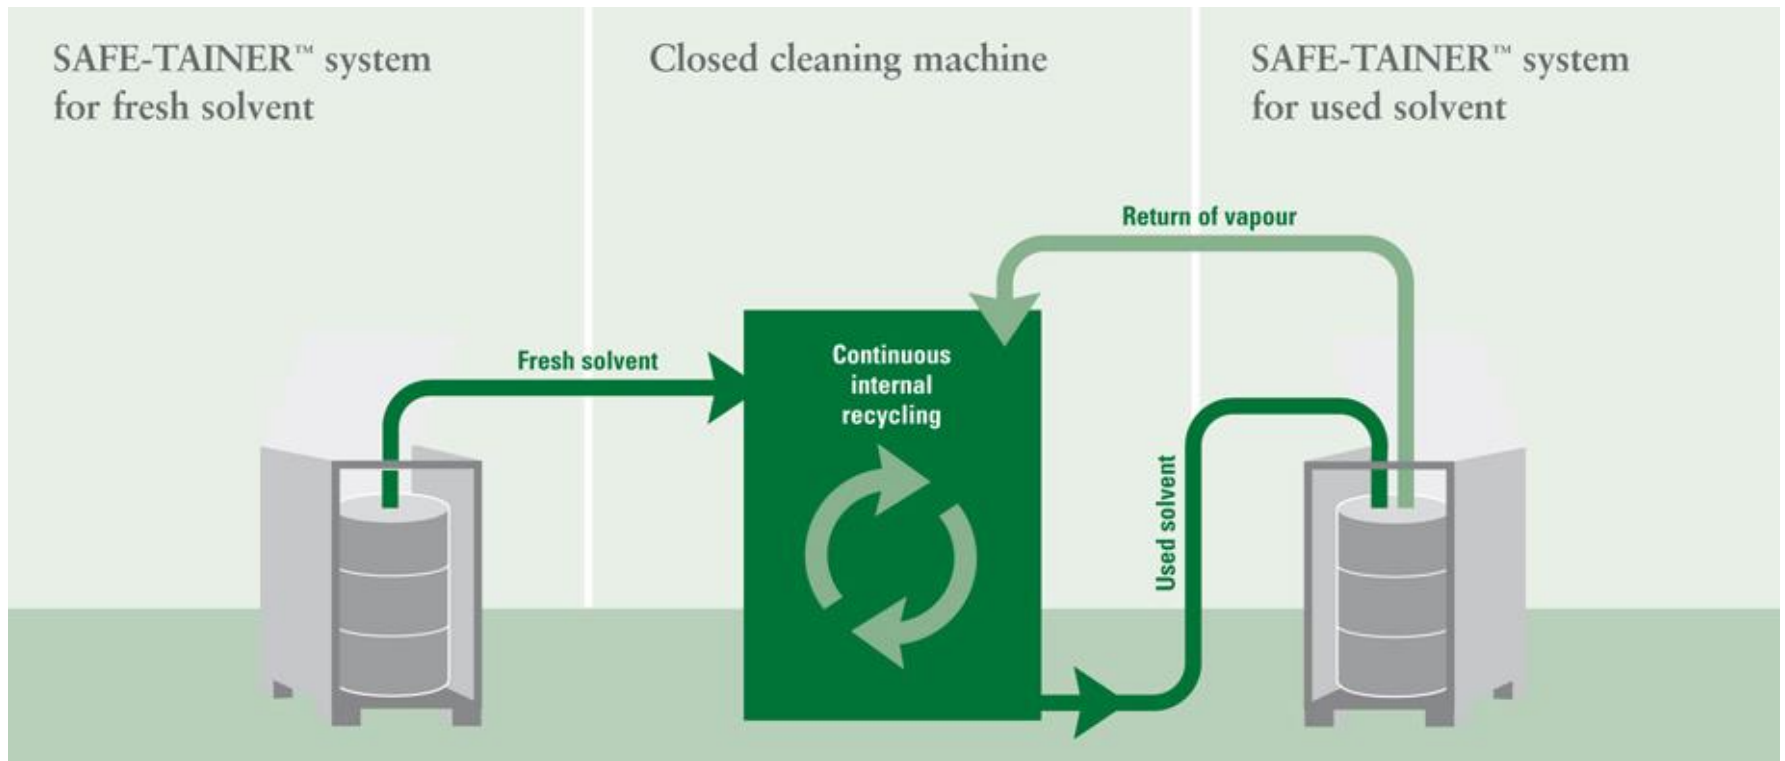 SAFE-TAINER™ system
for fresh solvent
Closed cleaning machine
SAFE-TAINER™ system
for used solvent
Return of vapour
Fresh solvent
Continuous
internal
recycling
Used solvent